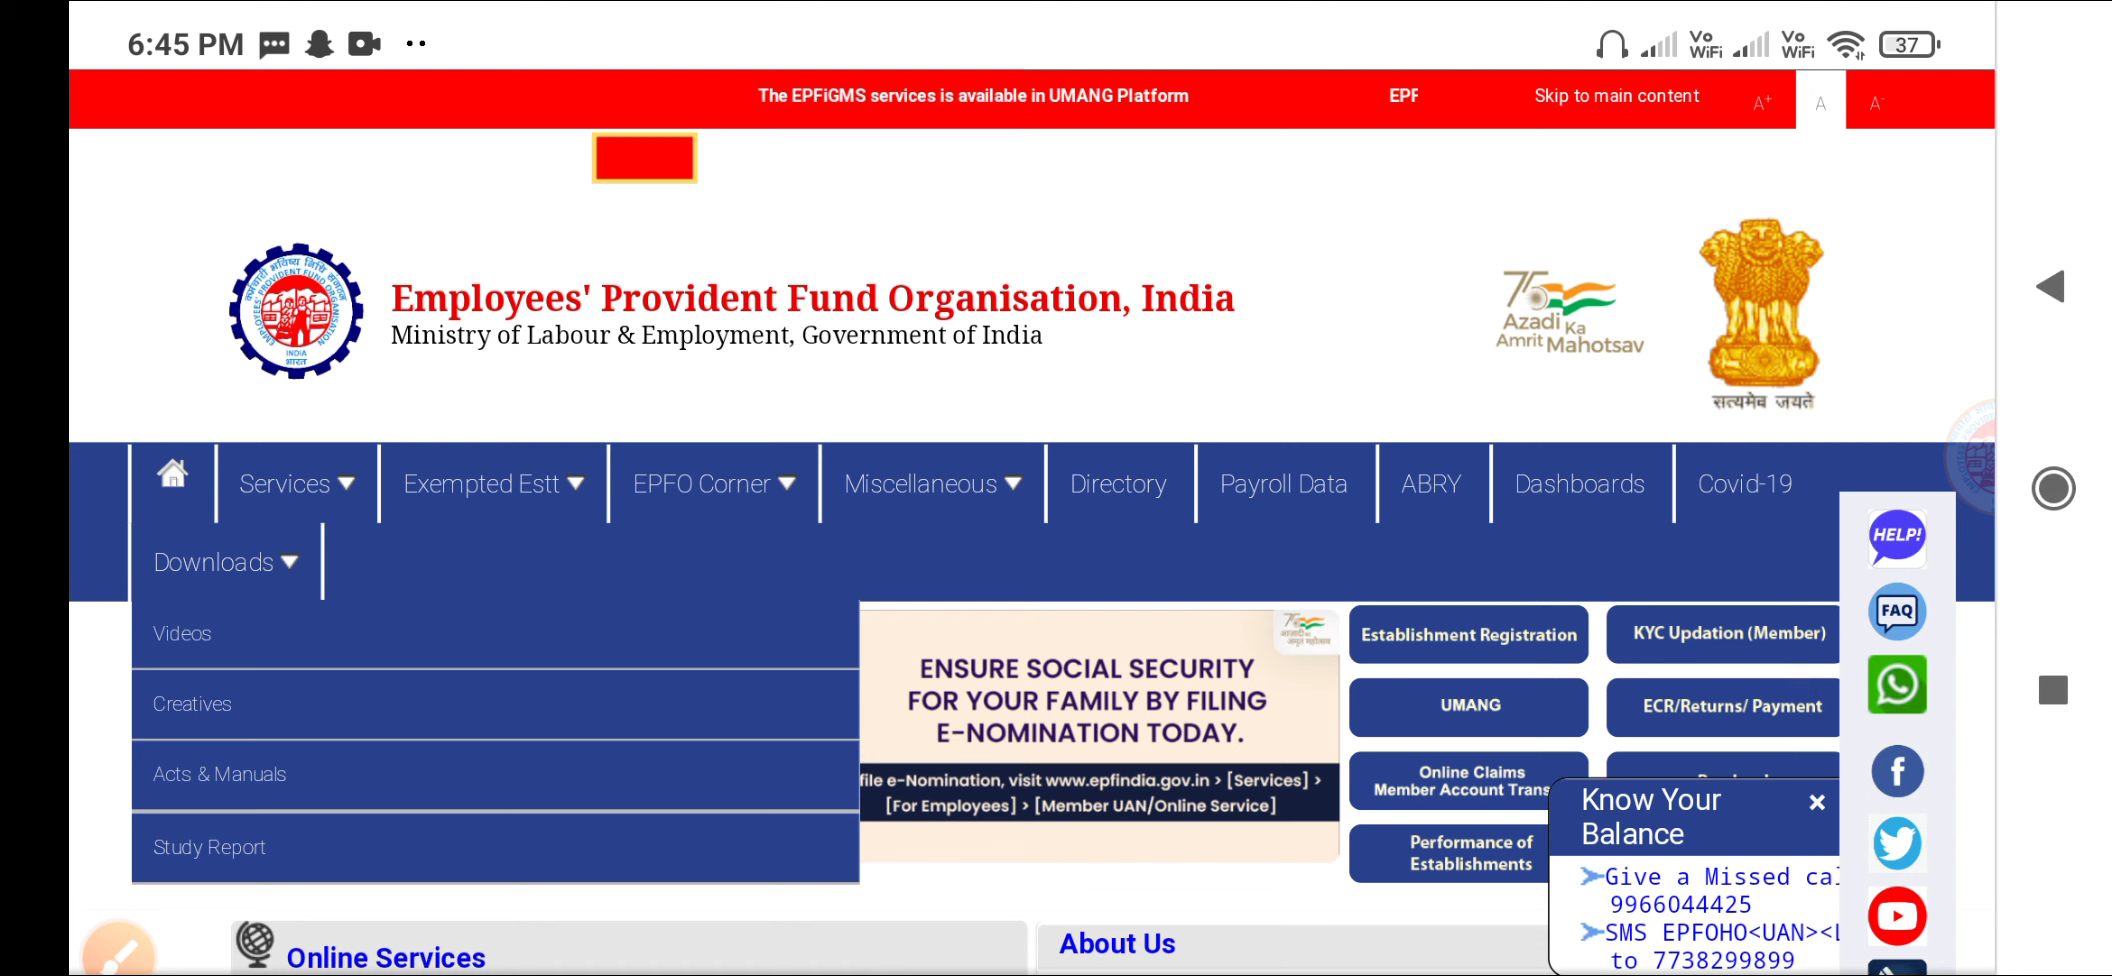 6:45 PM
Vo WiFi Vo WiFi 37
The EPFiGMS services is available in UMANG Platform EPF Skip to main content A+ A A-
Employees' Provident Fund Organisation, India
Ministry of Labour & Employment, Government of India
75
Azadi Ka
Amrit Mahotsav
सत्यमेव जयते
INDIA
भारत
Services Exempted Estt EPFO Corner Miscellaneous Directory Payroll Data ABRY Dashboards Covid-19
Downloads
Videos
Creatives
Acts & Manuals
Study Report
ENSURE SOCIAL SECURITY
FOR YOUR FAMILY BY FILING
E-NOMINATION TODAY.
file e-Nomination, visit www.epfindia.gov.in > [Services] >
[For Employees] > [Member UAN/Online Service]
Establishment Registration
KYC Updation (Member)
UMANG
ECR/Returns/ Payment
Online Claims
Member Account Trans
Performance of
Establishments
Know Your
Balance
Give a Missed cal
9966044425
SMS EPFOHO<UAN><L
to 7738299899
HELP!
FAQ
Online Services
About Us